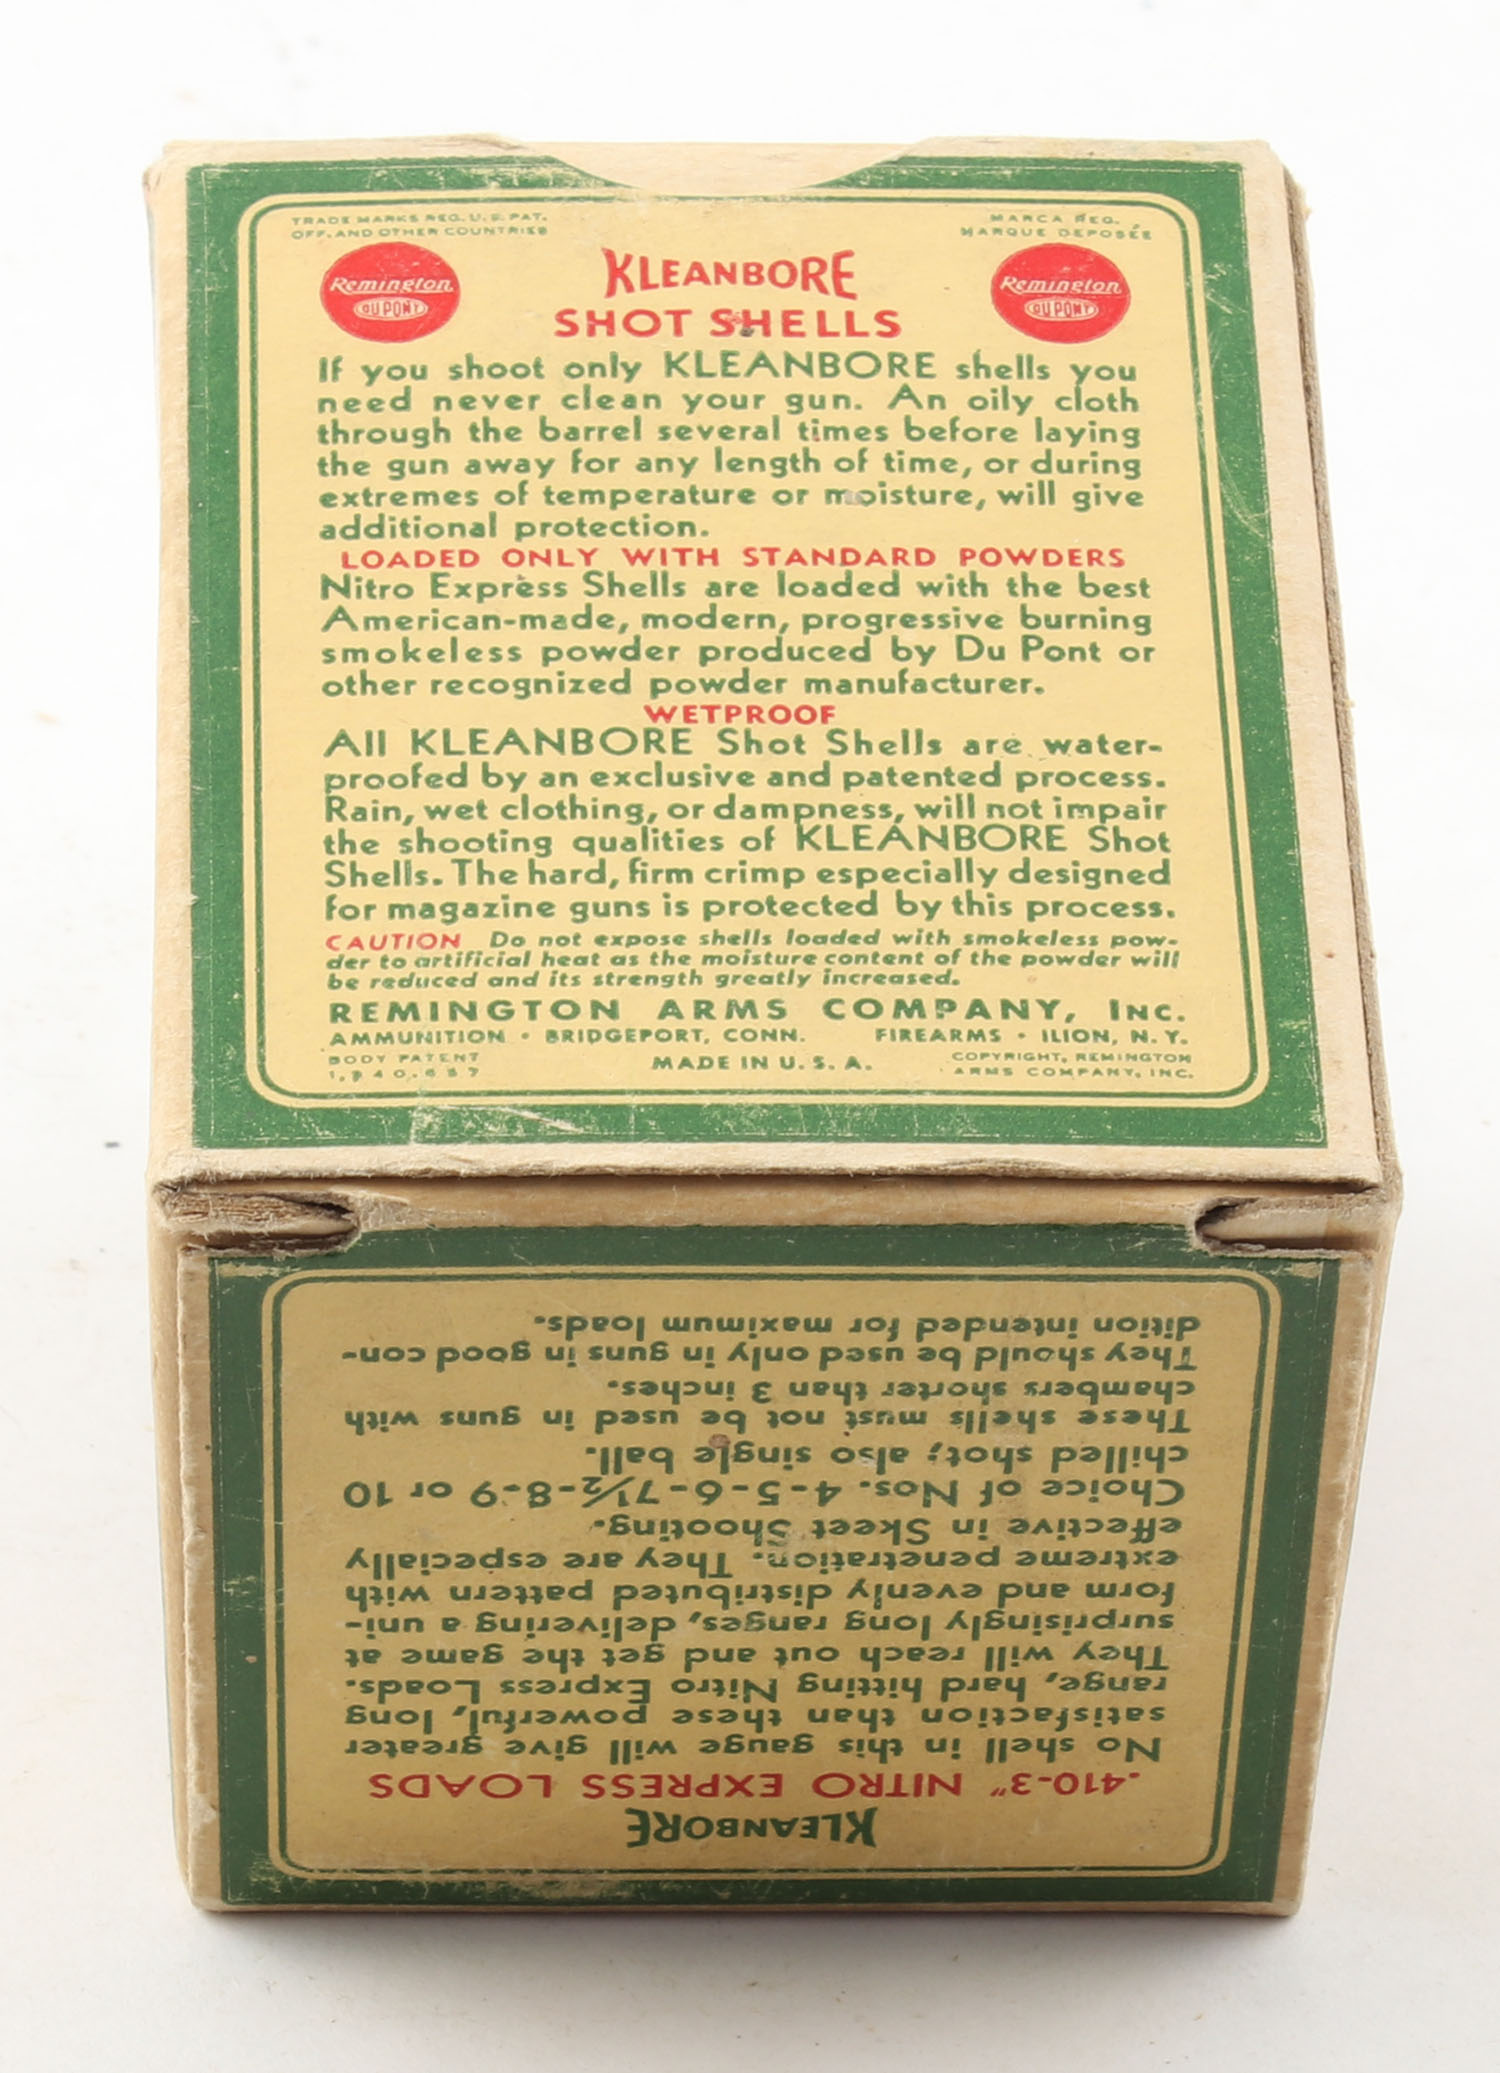 TRADE MARKS REG. U. S. PAT.
OFF. AND OTHER COUNTRIES
MARCA REG.
MARQUE DEPOSÉE
Remington
DU PONT
Remington
DU PONT
KLEANBORE
SHOT SHELLS
If you shoot only KLEANBORE shells you
need never clean your gun. An oily cloth
through the barrel several times before laying
the gun away for any length of time, or during
extremes of temperature or moisture, will give
additional protection.
LOADED ONLY WITH STANDARD POWDERS
Nitro Express Shells are loaded with the best
American-made, modern, progressive burning
smokeless powder produced by Du Pont or
other recognized powder manufacturer.
WETPROOF
All KLEANBORE Shot Shells are water-
proofed by an exclusive and patented process.
Rain, wet clothing, or dampness, will not impair
the shooting qualities of KLEANBORE Shot
Shells. The hard, firm crimp especially designed
for magazine guns is protected by this process.
CAUTION Do not expose shells loaded with smokeless pow-
der to artificial heat as the moisture content of the powder will
be reduced and its strength greatly increased.
REMINGTON ARMS COMPANY, INC.
AMMUNITION • BRIDGEPORT, CONN. FIREARMS • ILION, N. Y.
BODY PATENT
MADE IN U. S. A.
COPYRIGHT, REMINGTON
ARMS COMPANY, INC.
KLEANBORE
.410-3" NITRO EXPRESS LOADS
No shell in this gauge will give greater
satisfaction than these powerful, long
range, hard hitting Nitro Express Loads.
They will reach out and get the game at
surprisingly long ranges, delivering a uni-
form and evenly distributed pattern with
extreme penetration. They are especially
effective in Skeet Shooting.
Choice of Nos. 4-5-6-7½-8-9 or 10
chilled shot; also single ball.
These shells must not be used in guns with
chambers shorter than 3 inches.
They should be used only in guns in good con-
dition intended for maximum loads.